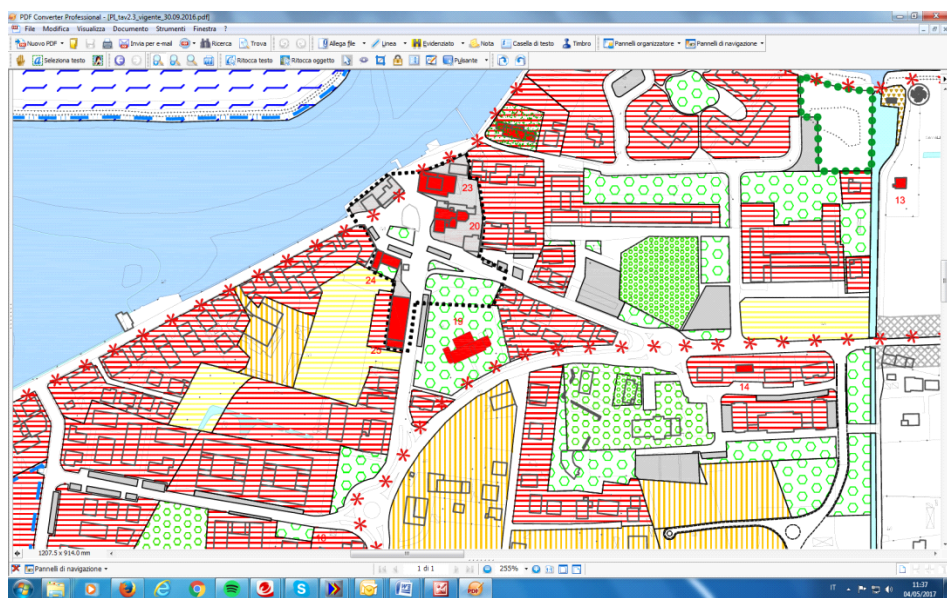 PDF Converter Professional - [PI_tav2.3_vigente_30.09.2016.pdf]
File Modifica Visualizza Documento Strumenti Finestra ?
Nuovo PDF Invia per e-mail Ricerca Trova Allega file Linea Evidenziato Nota Casella di testo Timbro Pannelli organizzatore Pannelli di navigazione
Seleziona testo Ritocca testo Ritocca oggetto Pulsante
23
13
20
24
19
25
14
18
1207.5 x 914.0 mm
Pannelli di navigazione 1 di 1 255%
IT 11:37
04/05/2017